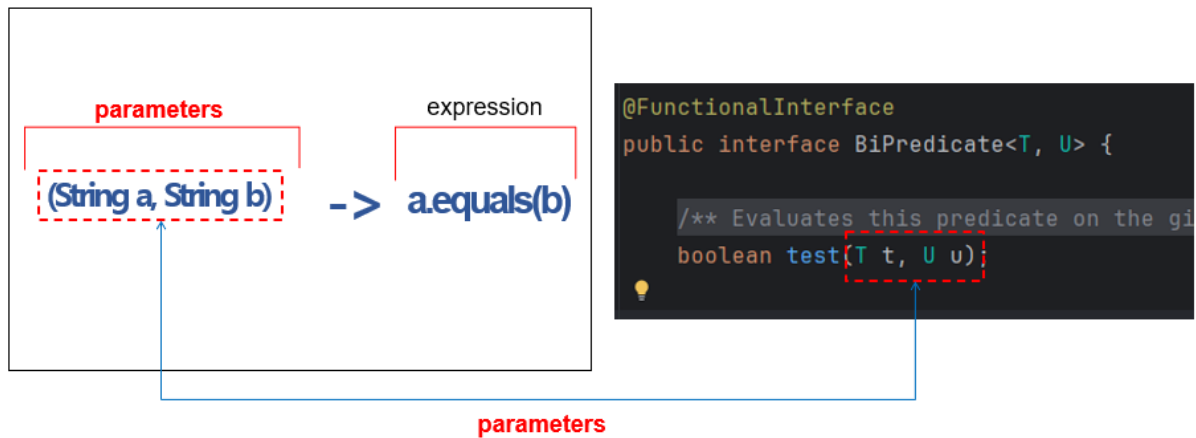 parameters
expression
(String a, String b) -> a.equals(b)
@FunctionalInterface
public interface BiPredicate<T, U> {
/** Evaluates this predicate on the gi
boolean test(T t, U u);
parameters